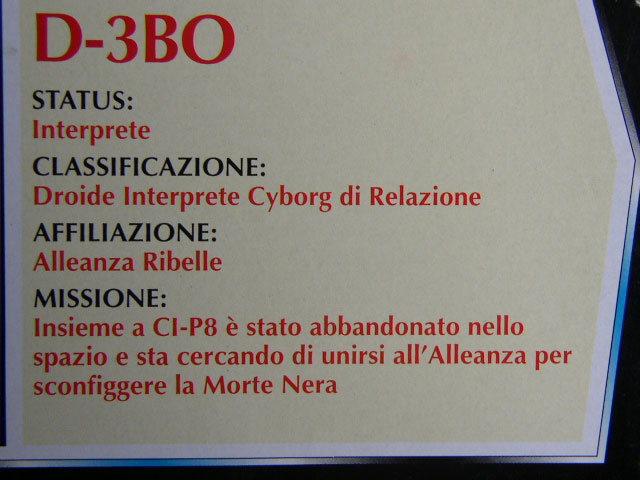 D-3BO
STATUS:
Interprete
CLASSIFICAZIONE:
Droide Interprete Cyborg di Relazione
AFFILIAZIONE:
Alleanza Ribelle
MISSIONE:
Insieme a CI-P8 è stato abbandonato nello
spazio e sta cercando di unirsi all’Alleanza per
sconfiggere la Morte Nera